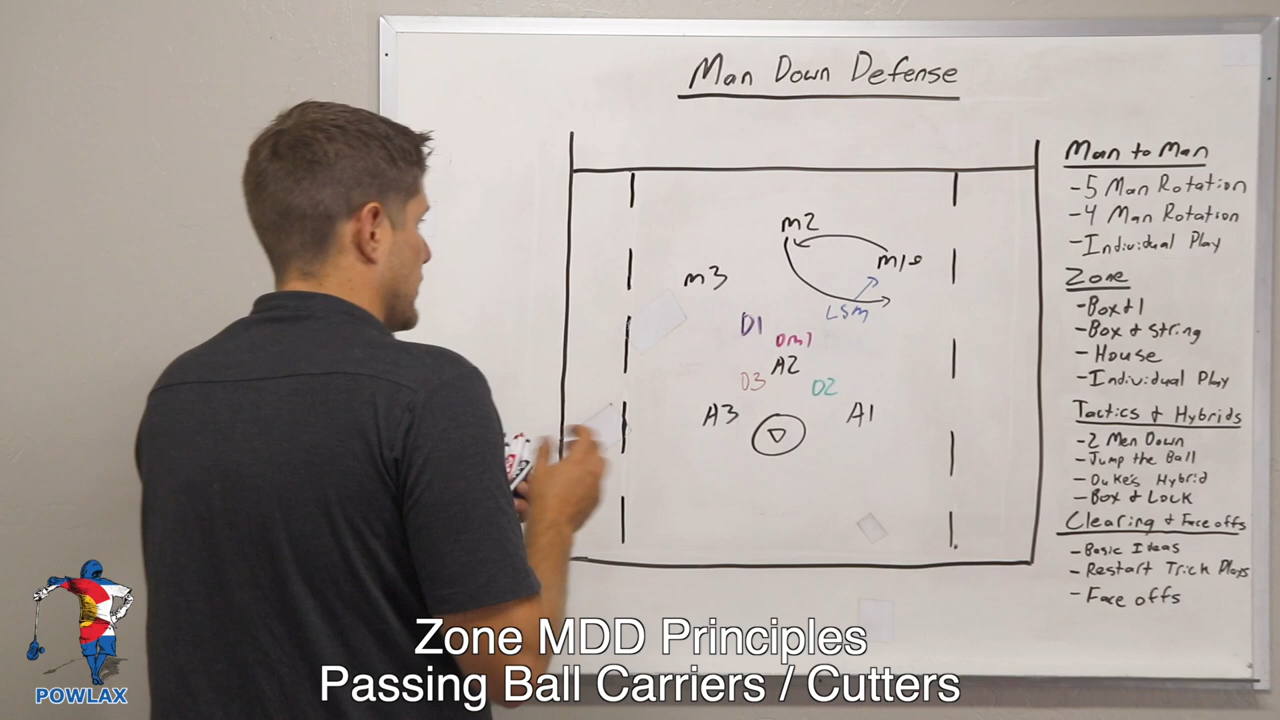 Man Down Defense
Man to Man
-5 Man Rotation
-4 Man Rotation
-Individual Play
Zone
-Box & 1
-Box & String
-House
-Individual Play
Tactics & Hybrids
-2 Men Down
-Jump the Ball
-Duke's Hybrid
-Box & Lock
Clearing & Face offs
-Basic Ideas
-Restart Trick Plays
-Face offs
M2
M1
M3
LSM
D1
DM1
A2
D3
D2
A3
A1
Zone MDD Principles
Passing Ball Carriers / Cutters
POWLAX